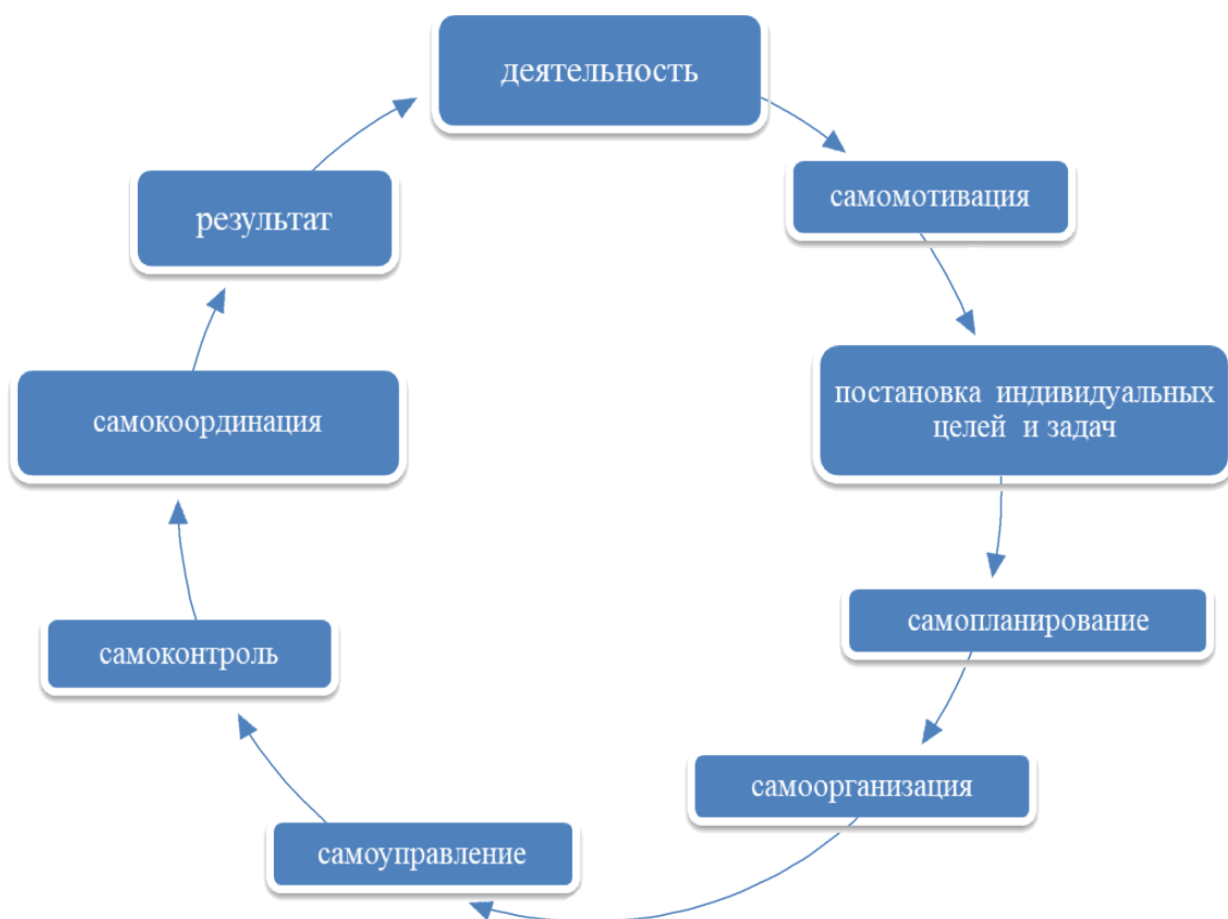 деятельность
самомотивация
постановка индивидуальных
целей и задач
самопланирование
самоорганизация
самоуправление
самоконтроль
самокоординация
результат